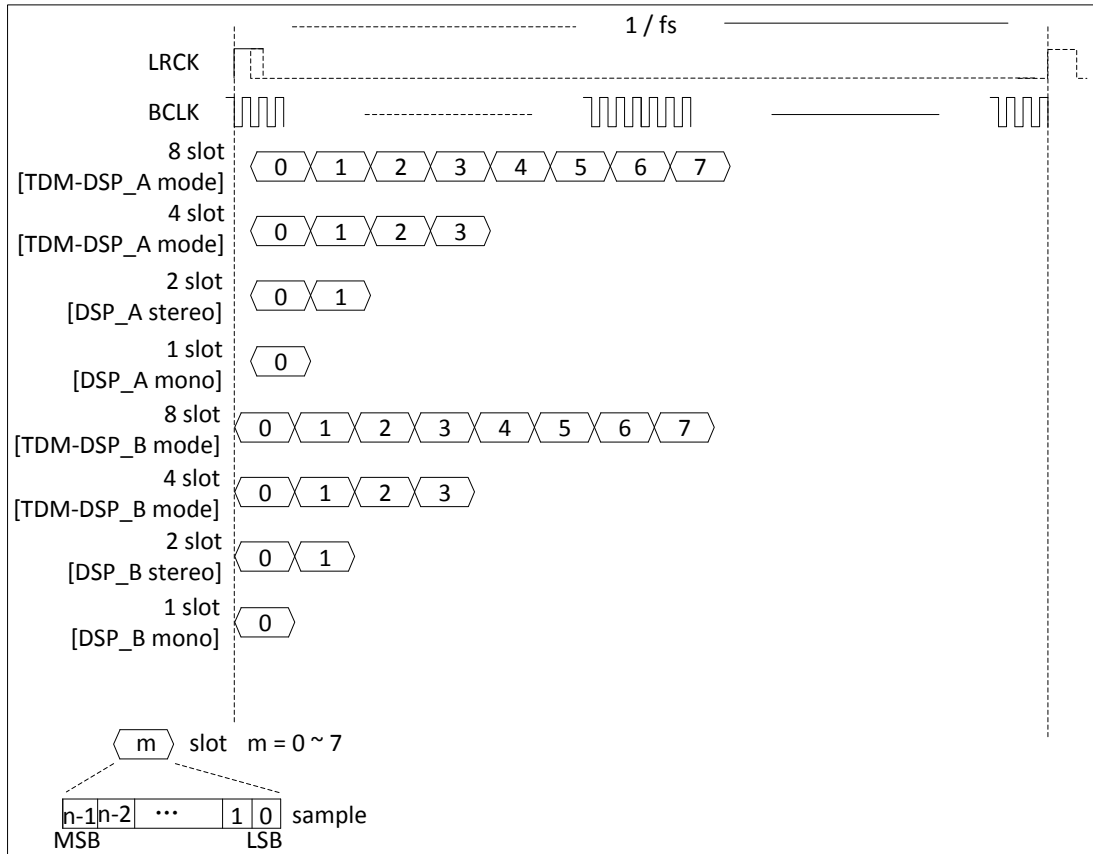 1 / fs
LRCK
BCLK
8 slot
[TDM-DSP_A mode]
0 1 2 3 4 5 6 7
4 slot
[TDM-DSP_A mode]
0 1 2 3
2 slot
[DSP_A stereo]
0 1
1 slot
[DSP_A mono]
0
8 slot
[TDM-DSP_B mode]
0 1 2 3 4 5 6 7
4 slot
[TDM-DSP_B mode]
0 1 2 3
2 slot
[DSP_B stereo]
0 1
1 slot
[DSP_B mono]
0
m slot m = 0 ~ 7
n-1 n-2 ··· 1 0 sample
MSB LSB